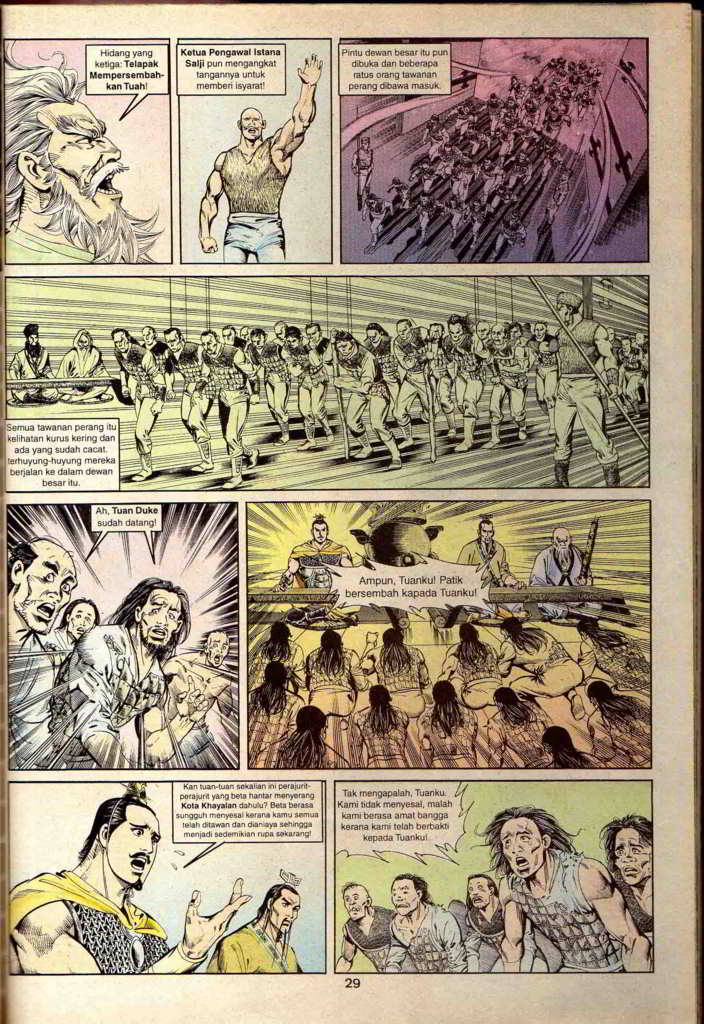 Hidang yang
ketiga: Telapak
Mempersembah-
kan Tuah!
Ketua Pengawal Istana
Salji pun mengangkat
tangannya untuk
memberi isyarat!
Pintu dewan besar itu pun
dibuka dan beberapa
ratus orang tawanan
perang dibawa masuk.
Semua tawanan perang itu
kelihatan kurus kering dan
ada yang sudah cacat.
terhuyung-huyung mereka
berjalan ke dalam dewan
besar itu.
Ah, Tuan Duke
sudah datang!
Ampun, Tuanku! Patik
bersembah kapada Tuanku!
Kan tuan-tuan sekalian ini perajurit-
perajurit yang beta hantar menyerang
Kota Khayalan dahulu? Beta berasa
sungguh menyesal kerana kamu semua
telah ditawan dan dianiaya sehingga
menjadi sedemikian rupa sekarang!
Tak mengapalah, Tuanku.
Kami tidak menyesal, malah
kami berasa amat bangga
kerana kami telah berbakti
kepada Tuanku.
29